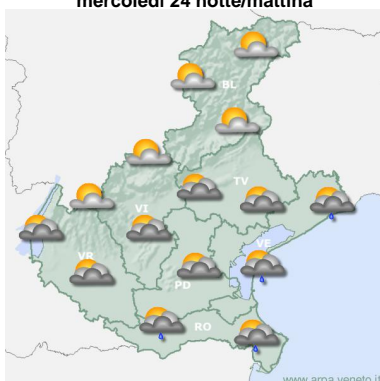 mercoledì 24 notte/mattina
BL
TV
VI
VE
VR
PD
RO
www.arpa.veneto.it